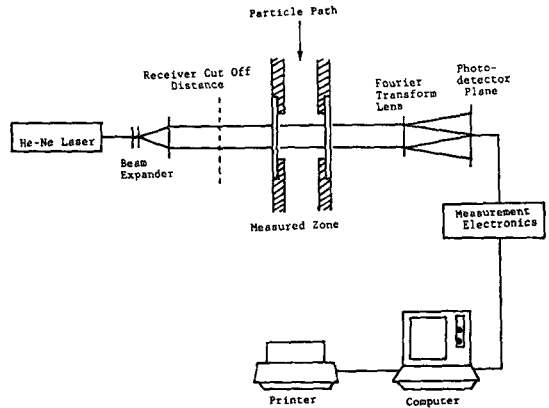 Particle Path
Receiver Cut Off
Distance
Fourier
Transform
Lens
Photo-
detector
Plane
He-Ne Laser
Beam
Expander
Measured Zone
Measurement
Electronics
Printer
Computer